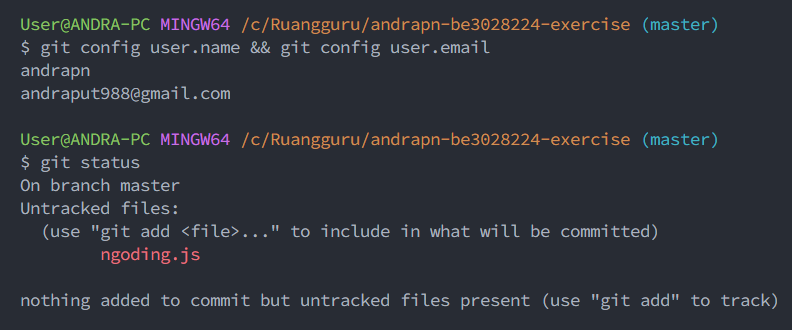 User@ANDRA-PC MINGW64 /c/Ruangguru/andrapn-be3028224-exercise (master)
$ git config user.name && git config user.email
andrapn
andraput988@gmail.com
User@ANDRA-PC MINGW64 /c/Ruangguru/andrapn-be3028224-exercise (master)
$ git status
On branch master
Untracked files:
(use "git add <file>..." to include in what will be committed)
ngoding.js
nothing added to commit but untracked files present (use "git add" to track)